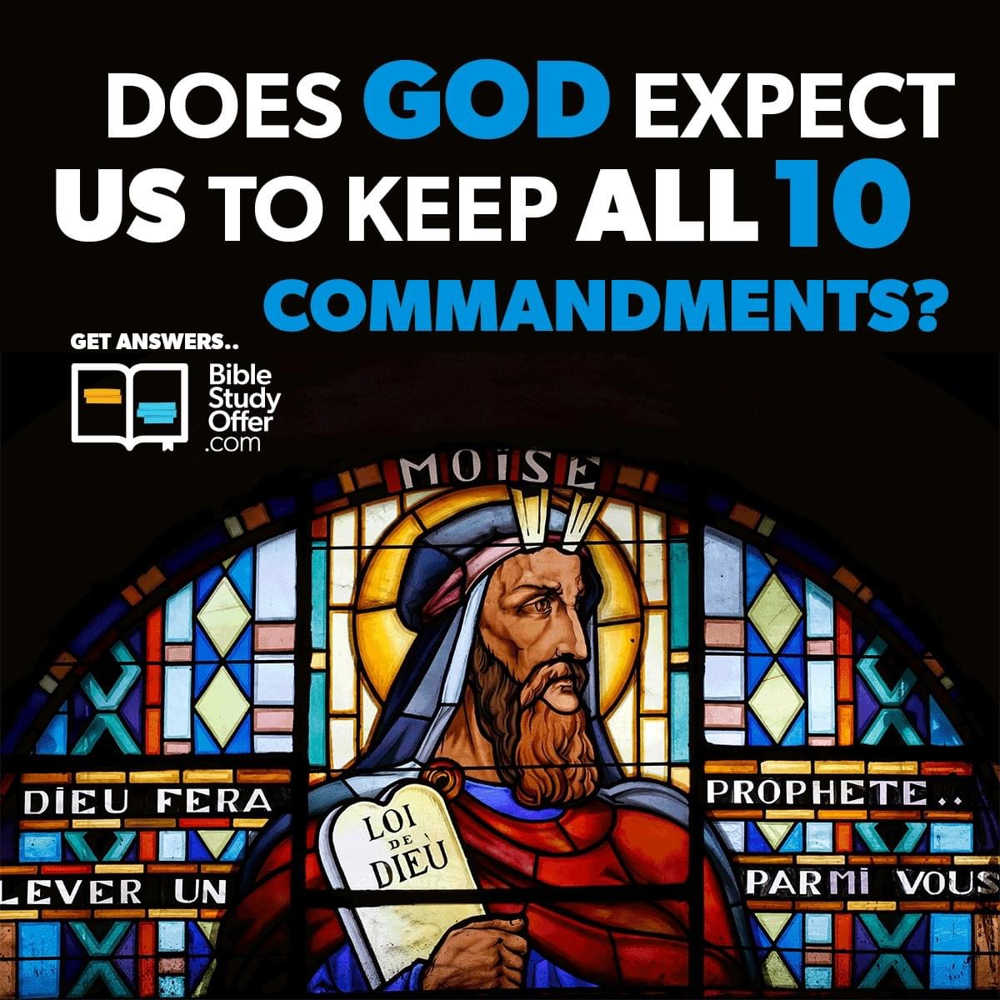 DOES GOD EXPECT
US TO KEEP ALL 10
COMMANDMENTS?
GET ANSWERS..
Bible
Study
Offer
.com
MOÏSE
DIEU FERA
PROPHETE..
LEVER UN
PARMI VOUS
LOI
DE
DIEU